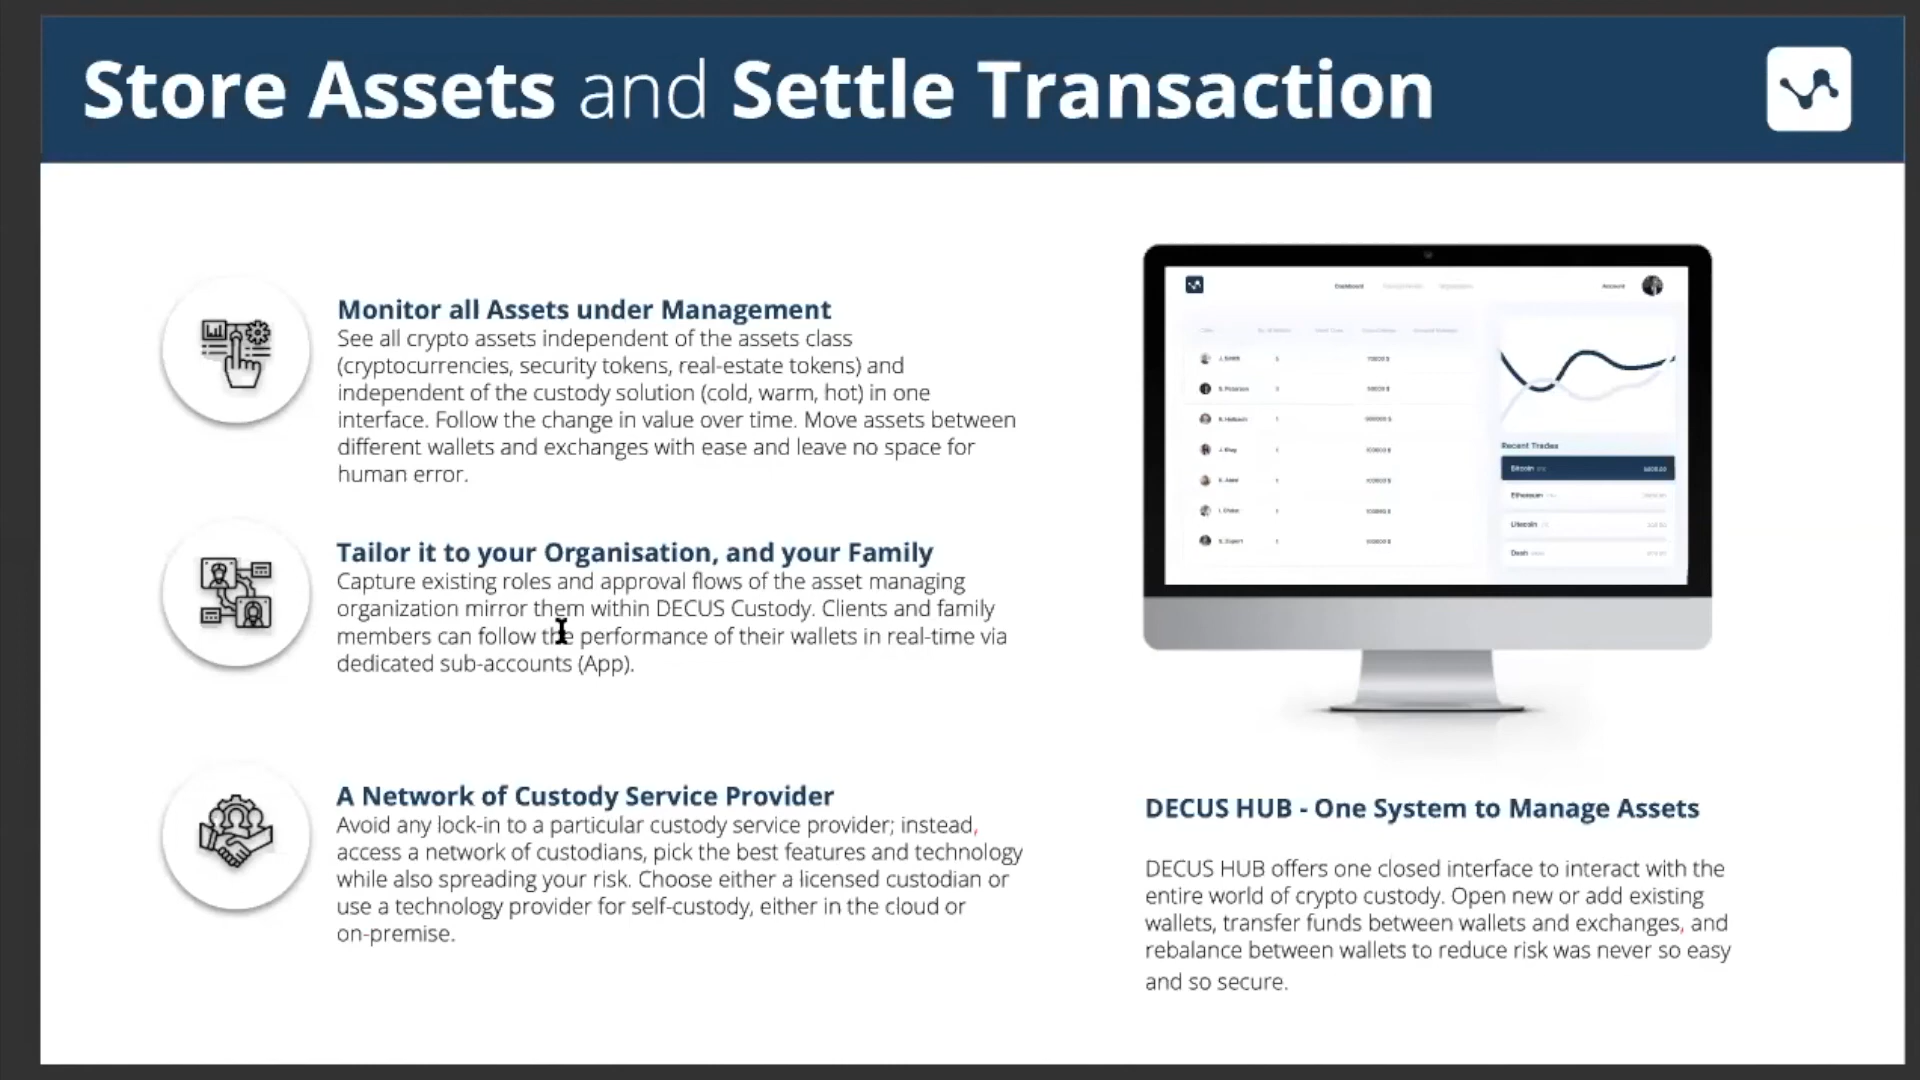 Store Assets and Settle Transaction
Monitor all Assets under Management
See all crypto assets independent of the assets class
(cryptocurrencies, security tokens, real-estate tokens) and
independent of the custody solution (cold, warm, hot) in one
interface. Follow the change in value over time. Move assets between
different wallets and exchanges with ease and leave no space for
human error.
Tailor it to your Organisation, and your Family
Capture existing roles and approval flows of the asset managing
organization mirror them within DECUS Custody. Clients and family
members can follow the performance of their wallets in real-time via
dedicated sub-accounts (App).
A Network of Custody Service Provider
Avoid any lock-in to a particular custody service provider; instead,
access a network of custodians, pick the best features and technology
while also spreading your risk. Choose either a licensed custodian or
use a technology provider for self-custody, either in the cloud or
on-premise.
Dashboard
Account
J. Smith
Recent Trades
Bitcoin
Ethereum
Litecoin
Dash
DECUS HUB - One System to Manage Assets
DECUS HUB offers one closed interface to interact with the
entire world of crypto custody. Open new or add existing
wallets, transfer funds between wallets and exchanges, and
rebalance between wallets to reduce risk was never so easy
and so secure.